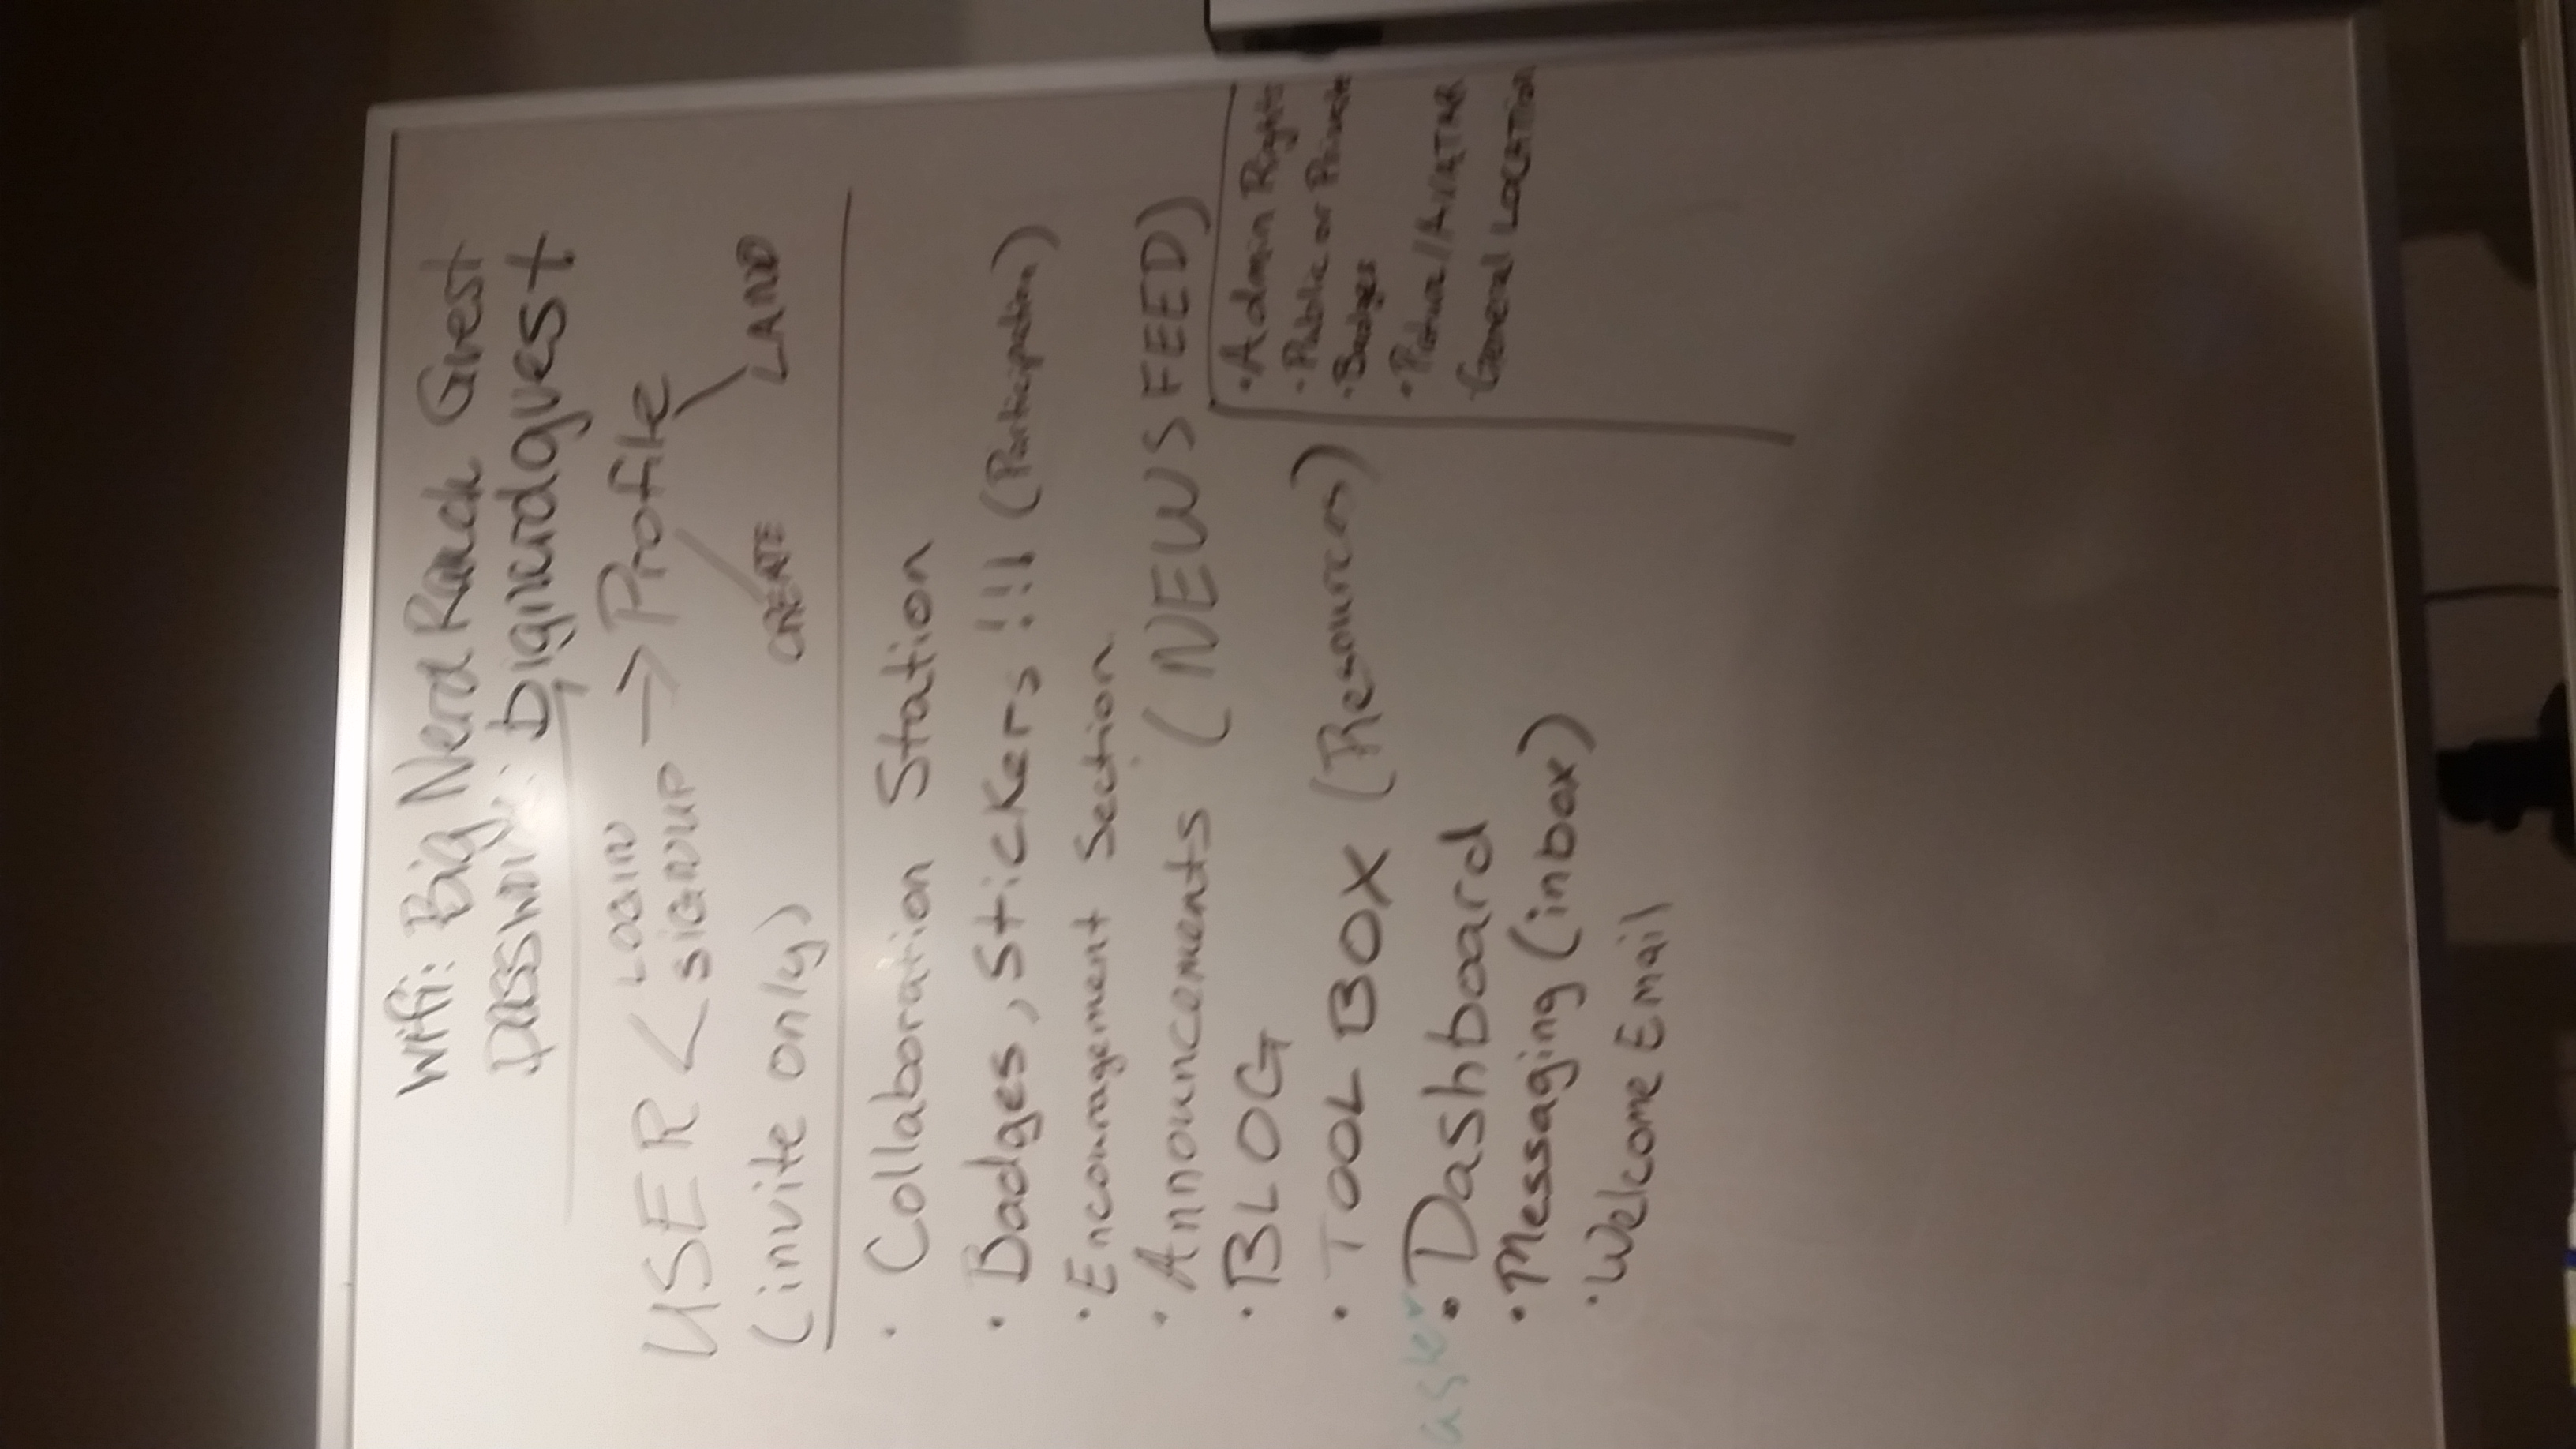 Wifi: Big Nerd Ranch Guest
password: bignerdguest
USER < LOGIN
SIGNUP → Profile
(invite only)
CREATE LAND
• Collaboration Station
• Badges, Stickers !!! (Participation)
• Encouragement Section
• Announcements (NEWSFEED)
• BLOG
• TOOL BOX (Resources)
• Dashboard
• Messaging (inbox)
• Welcome Email
• Admin Rights
• Public or Private
• Badges
• Picture/AVATAR
• General LOCATION